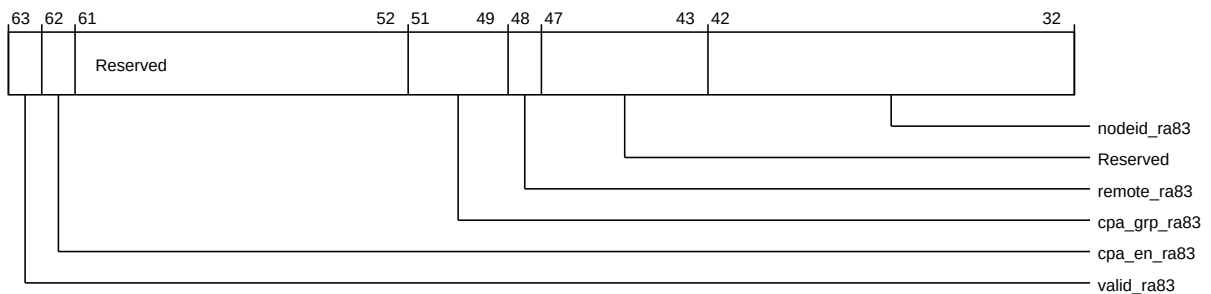 63 62 61 52 51 49 48 47 43 42 32
Reserved
nodeid_ra83
Reserved
remote_ra83
cpa_grp_ra83
cpa_en_ra83
valid_ra83